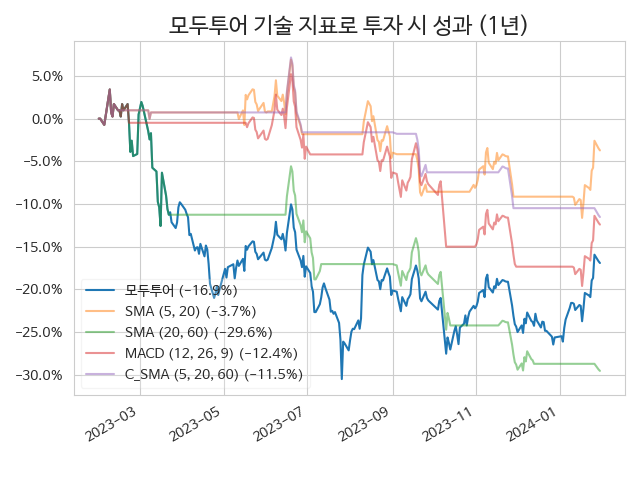 모두투어 기술 지표로 투자 시 성과 (1년)
5.0%
0.0%
−5.0%
−10.0%
−15.0%
−20.0%
−25.0%
−30.0%
모두투어 (−16.9%)
SMA (5, 20) (−3.7%)
SMA (20, 60) (−29.6%)
MACD (12, 26, 9) (−12.4%)
C_SMA (5, 20, 60) (−11.5%)
2023−03
2023−05
2023−07
2023−09
2023−11
2024−01